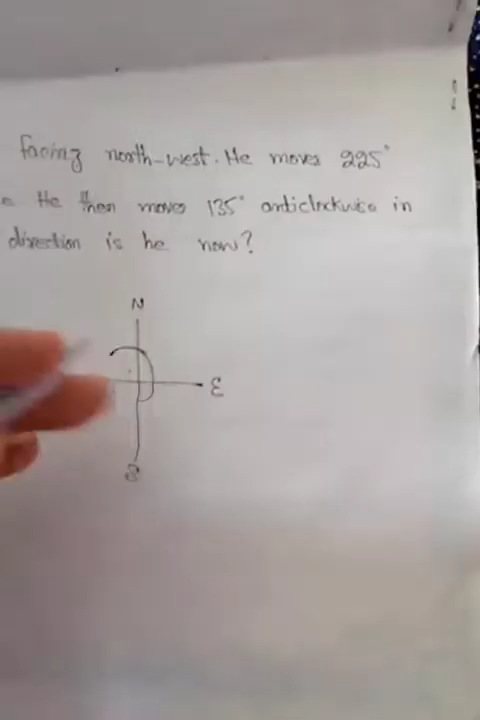 facing north-west. He moves 225°
He then moves 135° anticlockwise in
direction is he now?
N
E
S